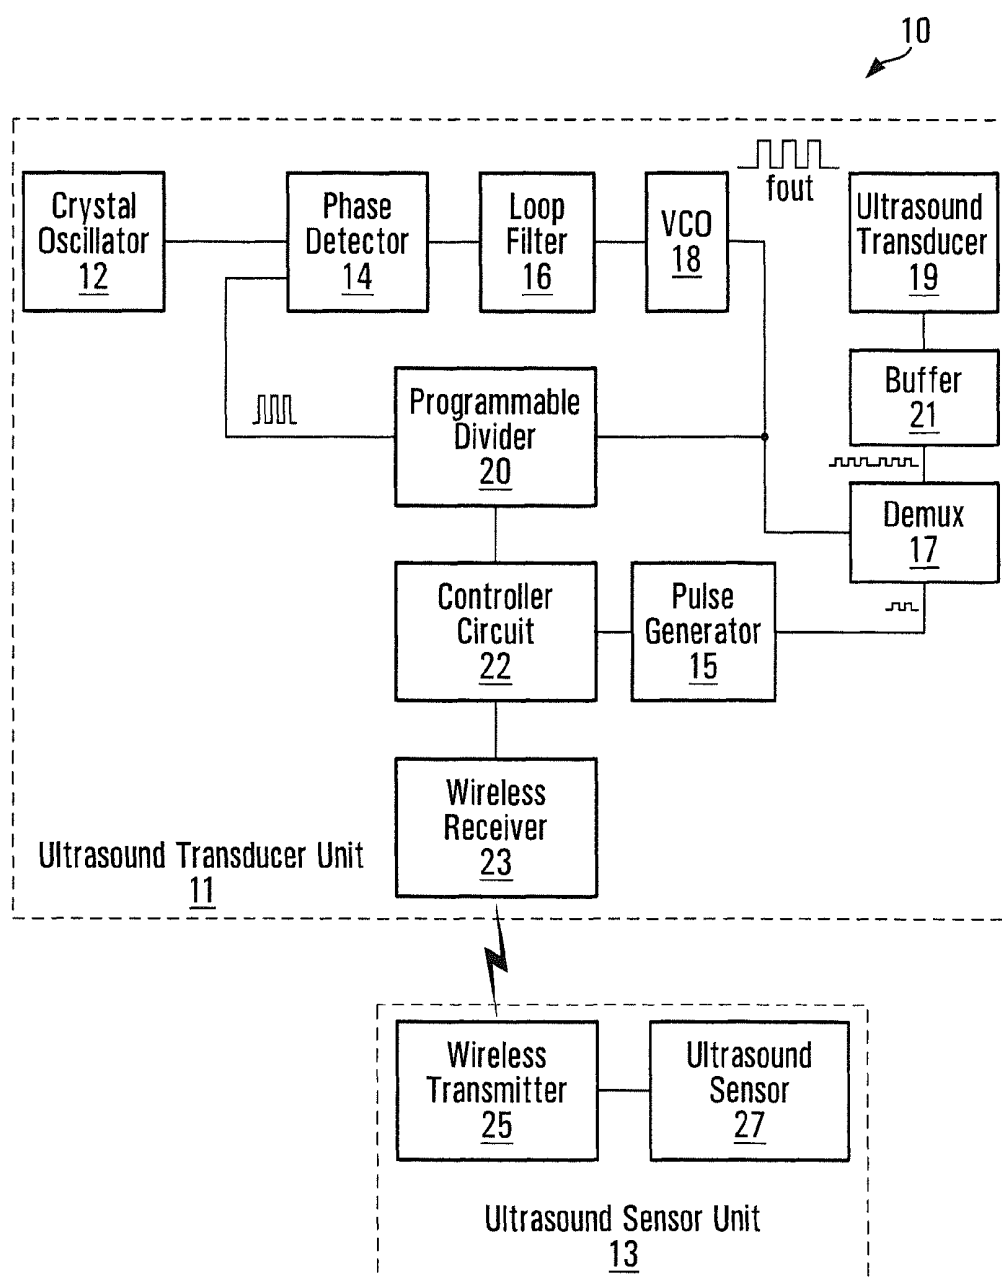 10
Crystal
Oscillator
12
Phase
Detector
14
Loop
Filter
16
VCO
18
fout
Ultrasound
Transducer
19
Buffer
21
Programmable
Divider
20
Demux
17
Controller
Circuit
22
Pulse
Generator
15
Wireless
Receiver
23
Ultrasound Transducer Unit
11
Wireless
Transmitter
25
Ultrasound
Sensor
27
Ultrasound Sensor Unit
13